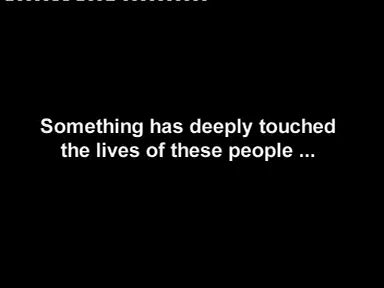 Something has deeply touched
the lives of these people ...